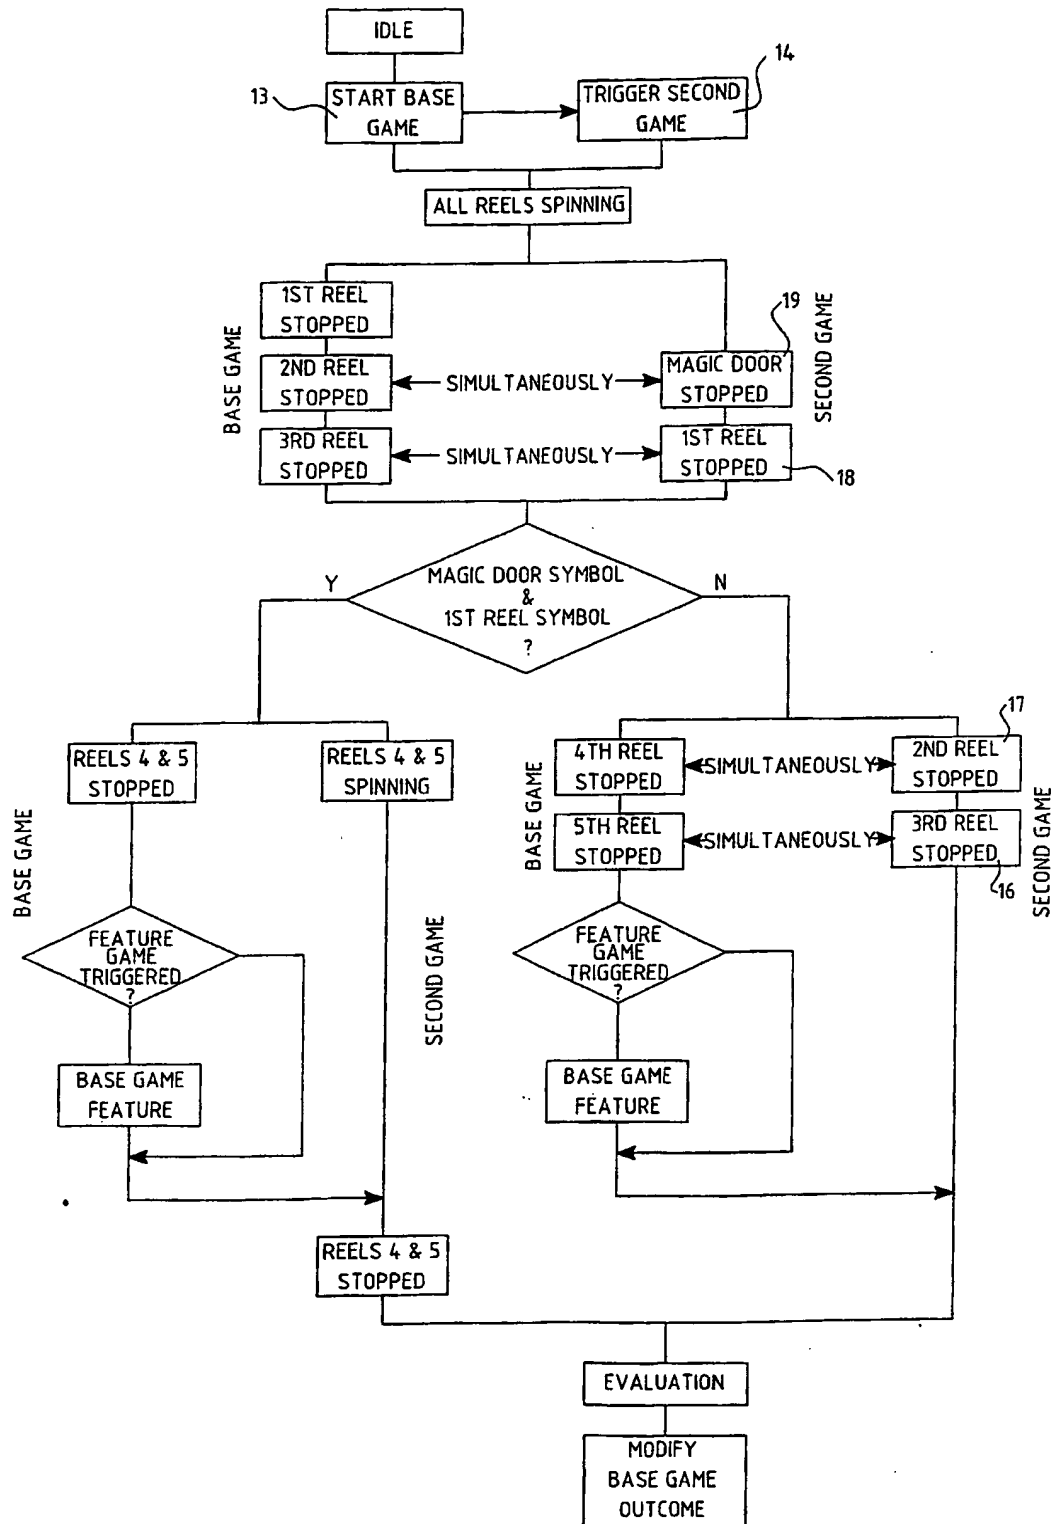 IDLE
13
START BASE
GAME
14
TRIGGER SECOND
GAME
ALL REELS SPINNING
BASE GAME
1ST REEL
STOPPED
2ND REEL
STOPPED
SIMULTANEOUSLY
19
MAGIC DOOR
STOPPED
SECOND GAME
3RD REEL
STOPPED
SIMULTANEOUSLY
1ST REEL
STOPPED
18
Y
MAGIC DOOR SYMBOL
&
1ST REEL SYMBOL
?
N
BASE GAME
REELS 4 & 5
STOPPED
REELS 4 & 5
SPINNING
SECOND GAME
FEATURE
GAME
TRIGGERED
?
BASE GAME
FEATURE
REELS 4 & 5
STOPPED
BASE GAME
4TH REEL
STOPPED
SIMULTANEOUSLY
17
2ND REEL
STOPPED
5TH REEL
STOPPED
SIMULTANEOUSLY
3RD REEL
STOPPED
16
SECOND GAME
FEATURE
GAME
TRIGGERED
?
BASE GAME
FEATURE
EVALUATION
MODIFY
BASE GAME
OUTCOME